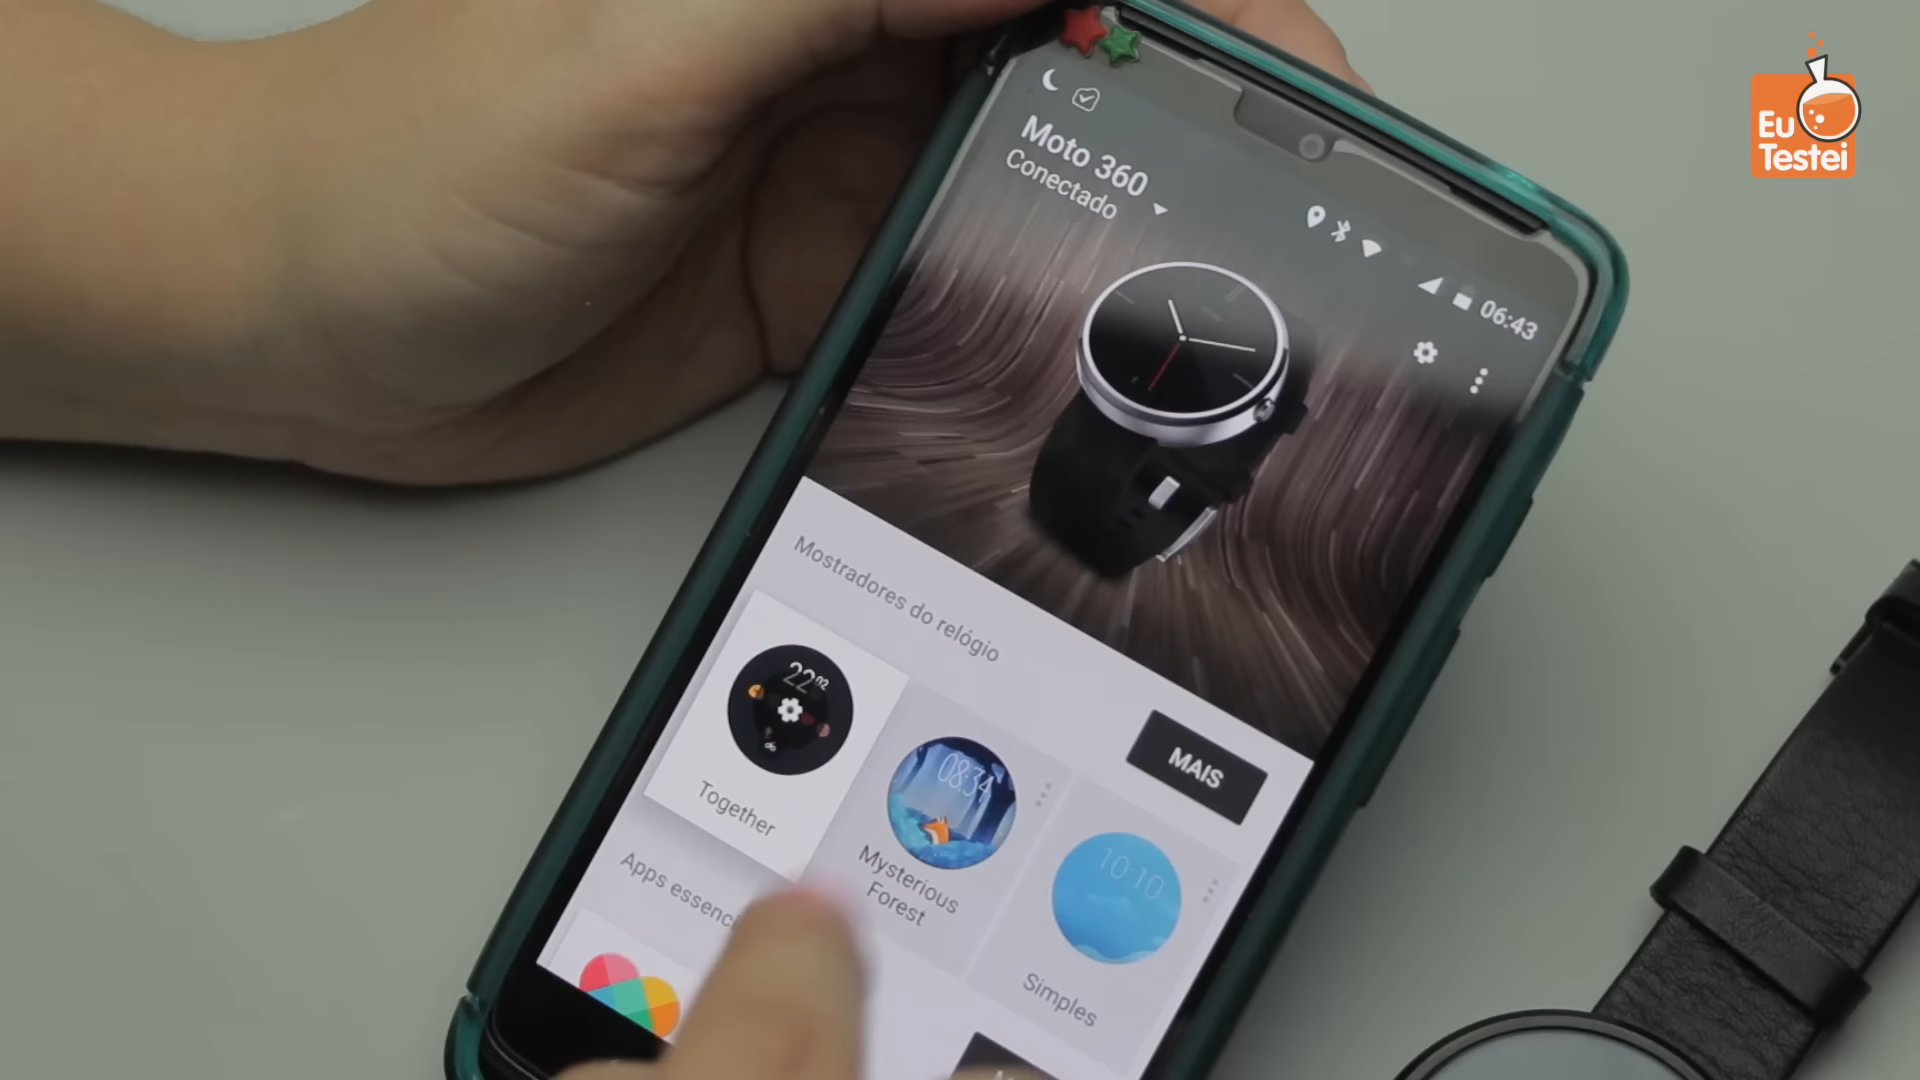 Eu
Testei
Moto 360
Conectado
06:43
Mostradores do relógio
MAIS
22 02
08:34
10:10
Together
Mysterious
Forest
Simples
Apps